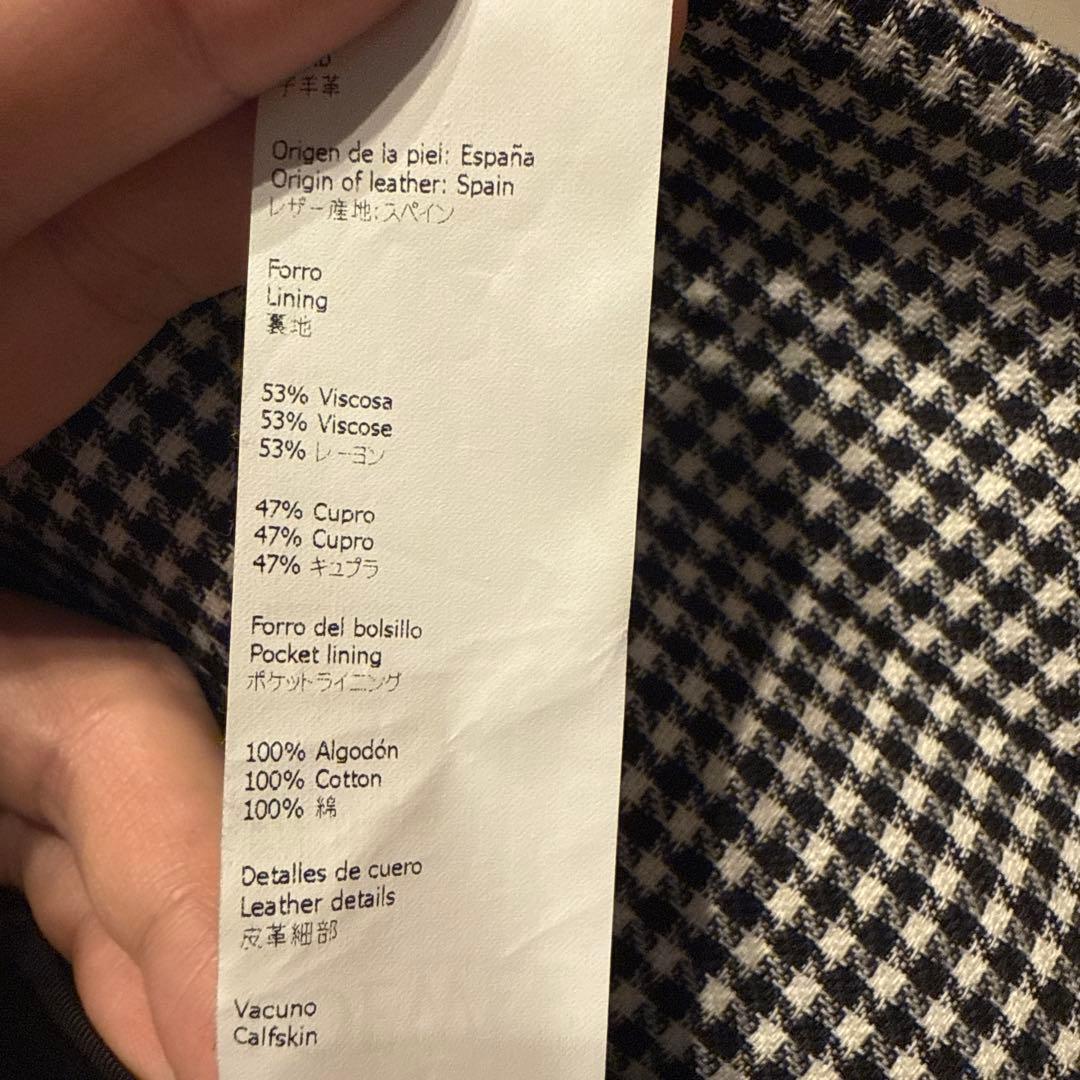 子羊革
Origen de la piel: España
Origin of leather: Spain
レザー産地:スペイン
Forro
Lining
裏地
53% Viscosa
53% Viscose
53% レーヨン
47% Cupro
47% Cupro
47% キュプラ
Forro del bolsillo
Pocket lining
ポケットライニング
100% Algodón
100% Cotton
100% 綿
Detalles de cuero
Leather details
皮革細部
Vacuno
Calfskin